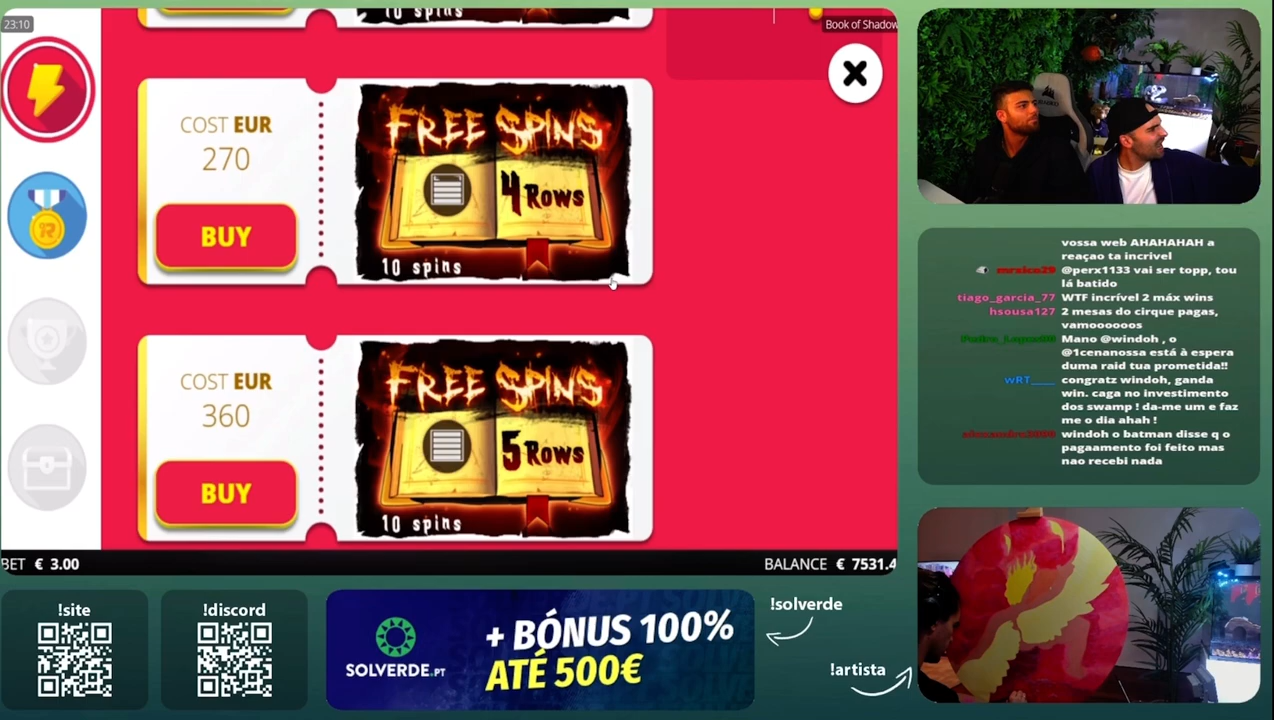 10 spins
23:10
Book of Shadow
COST EUR
270
BUY
FREE SPINS
4 Rows
10 spins
COST EUR
360
BUY
FREE SPINS
5 Rows
10 spins
BET € 3.00
BALANCE € 7531.4
vossa web AHAHAHAH a
reaçao ta incrivel
@perx1133 vai ser topp, tou
lá batido
tiago_garcia_77 WTF incrível 2 máx wins
hsousa127 2 mesas do cirque pagas,
vamoooooos
Mano @windoh , o
@1cenanossa está à espera
duma raid tua prometida!!
wRT____ congratz windoh, ganda
win. caga no investimento
dos swamp ! da-me um e faz
me o dia ahah !
windoh o batman disse q o
pagaamento foi feito mas
nao recebi nada
!site
!discord
SOLVERDE.PT
+ BÓNUS 100%
ATÉ 500€
!solverde
!artista